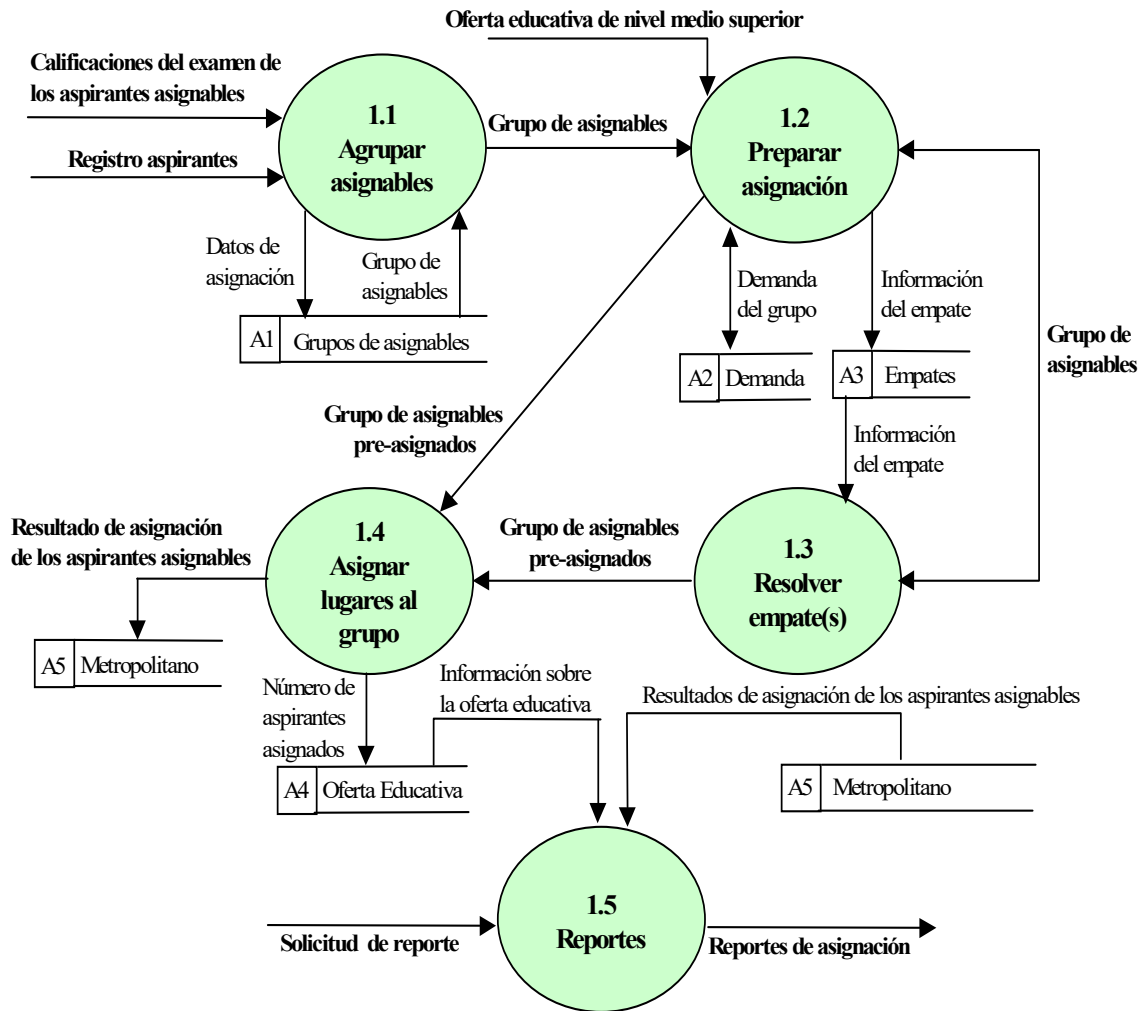 Oferta educativa de nivel medio superior
Calificaciones del examen de
los aspirantes asignables
Registro aspirantes
1.1
Agrupar
asignables
Grupo de asignables
1.2
Preparar
asignación
Datos de
asignación
Grupo de
asignables
A1 Grupos de asignables
Demanda
del grupo
Información
del empate
A2 Demanda
A3 Empates
Grupo de
asignables
Grupo de asignables
pre-asignados
Información
del empate
Resultado de asignación
de los aspirantes asignables
1.4
Asignar
lugares al
grupo
Grupo de asignables
pre-asignados
1.3
Resolver
empate(s)
A5 Metropolitano
Número de
aspirantes
asignados
Información sobre
la oferta educativa
Resultados de asignación de los aspirantes asignables
A4 Oferta Educativa
A5 Metropolitano
1.5
Reportes
Solicitud de reporte
Reportes de asignación